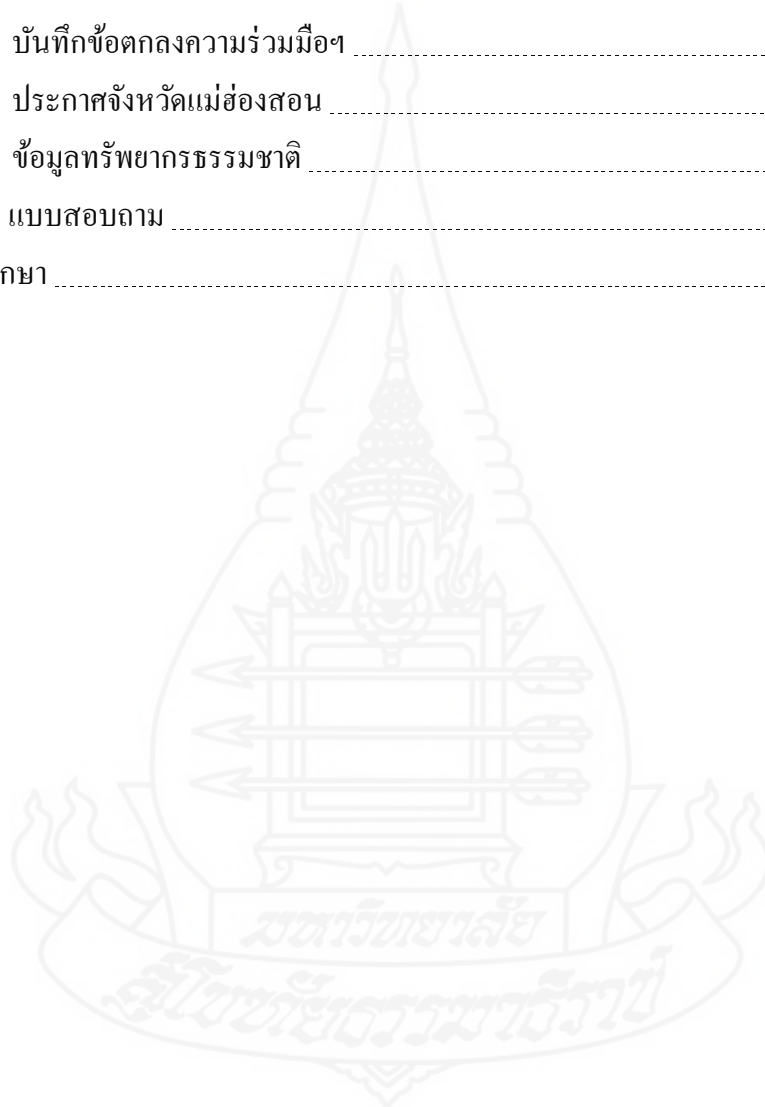 บันทึกข้อตกลงความร่วมมือฯ
ประกาศจังหวัดแม่ฮ่องสอน
ข้อมูลทรัพยากรธรรมชาติ
แบบสอบถาม
กษา
มหาวิทยาลัย
สุโขทัยธรรมาธิราช